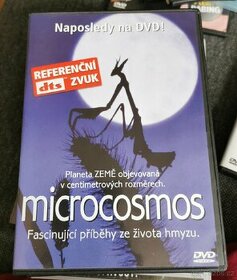 Naposledy na DVD!
REFERENČNÍ
dts
ZVUK
Planeta ZEMĚ objevovaná
v centimetrových rozměrech.
microcosmos
Fascinující příběhy ze života hmyzu.
DVD